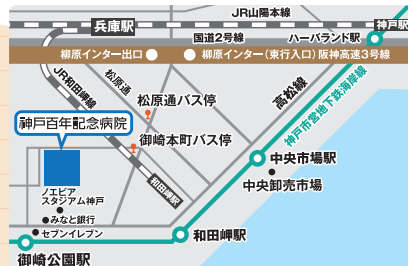 JR山陽本線
神戸駅
兵庫駅
国道2号線
ハーバーランド駅
柳原インター出口
柳原インター(東行入口)
阪神高速3号線
JR和田岬線
松原通
高松線
神戸市営地下鉄海岸線
松原通バス停
神戸百年記念病院
御崎本町バス停
中央市場駅
中央卸売市場
和田岬駅
ノエビア
スタジアム神戸
みなと銀行
セブンイレブン
和田岬駅
御崎公園駅